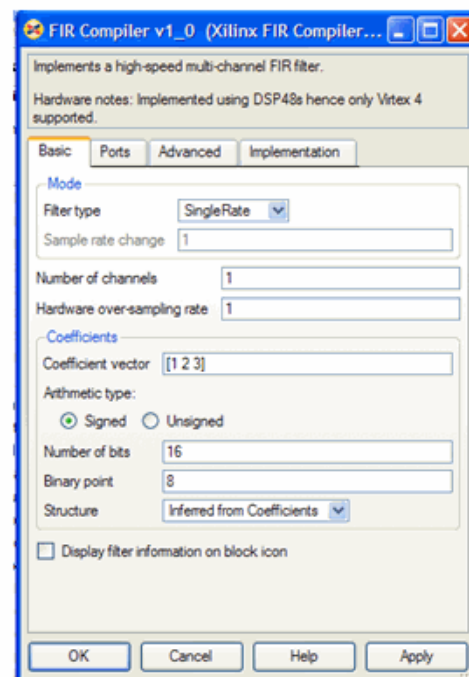 FIR Compiler v1_0 (Xilinx FIR Compiler...
Implements a high-speed multi-channel FIR filter.
Hardware notes: Implemented using DSP48s hence only Virtex 4
supported.
Basic Ports Advanced Implementation
Mode
Filter type SingleRate
Sample rate change 1
Number of channels 1
Hardware over-sampling rate 1
Coefficients
Coefficient vector [1 2 3]
Arithmetic type:
Signed Unsigned
Number of bits 16
Binary point 8
Structure Inferred from Coefficients
Display filter information on block icon
OK Cancel Help Apply